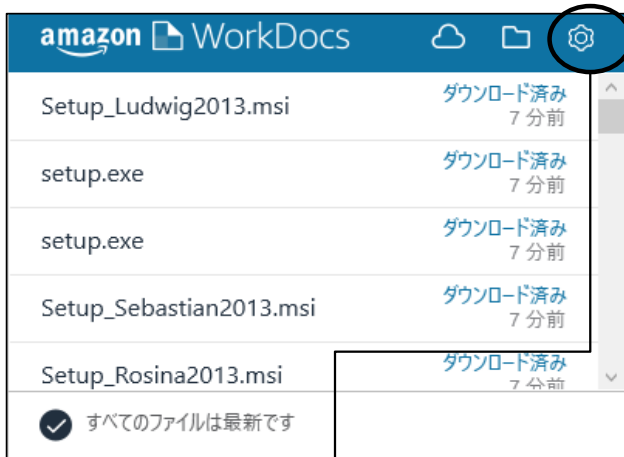 amazon WorkDocs
Setup_Ludwig2013.msi ダウンロード済み
7 分前
setup.exe ダウンロード済み
7 分前
setup.exe ダウンロード済み
7 分前
Setup_Sebastian2013.msi ダウンロード済み
7 分前
Setup_Rosina2013.msi ダウンロード済み
7 分前
すべてのファイルは最新です